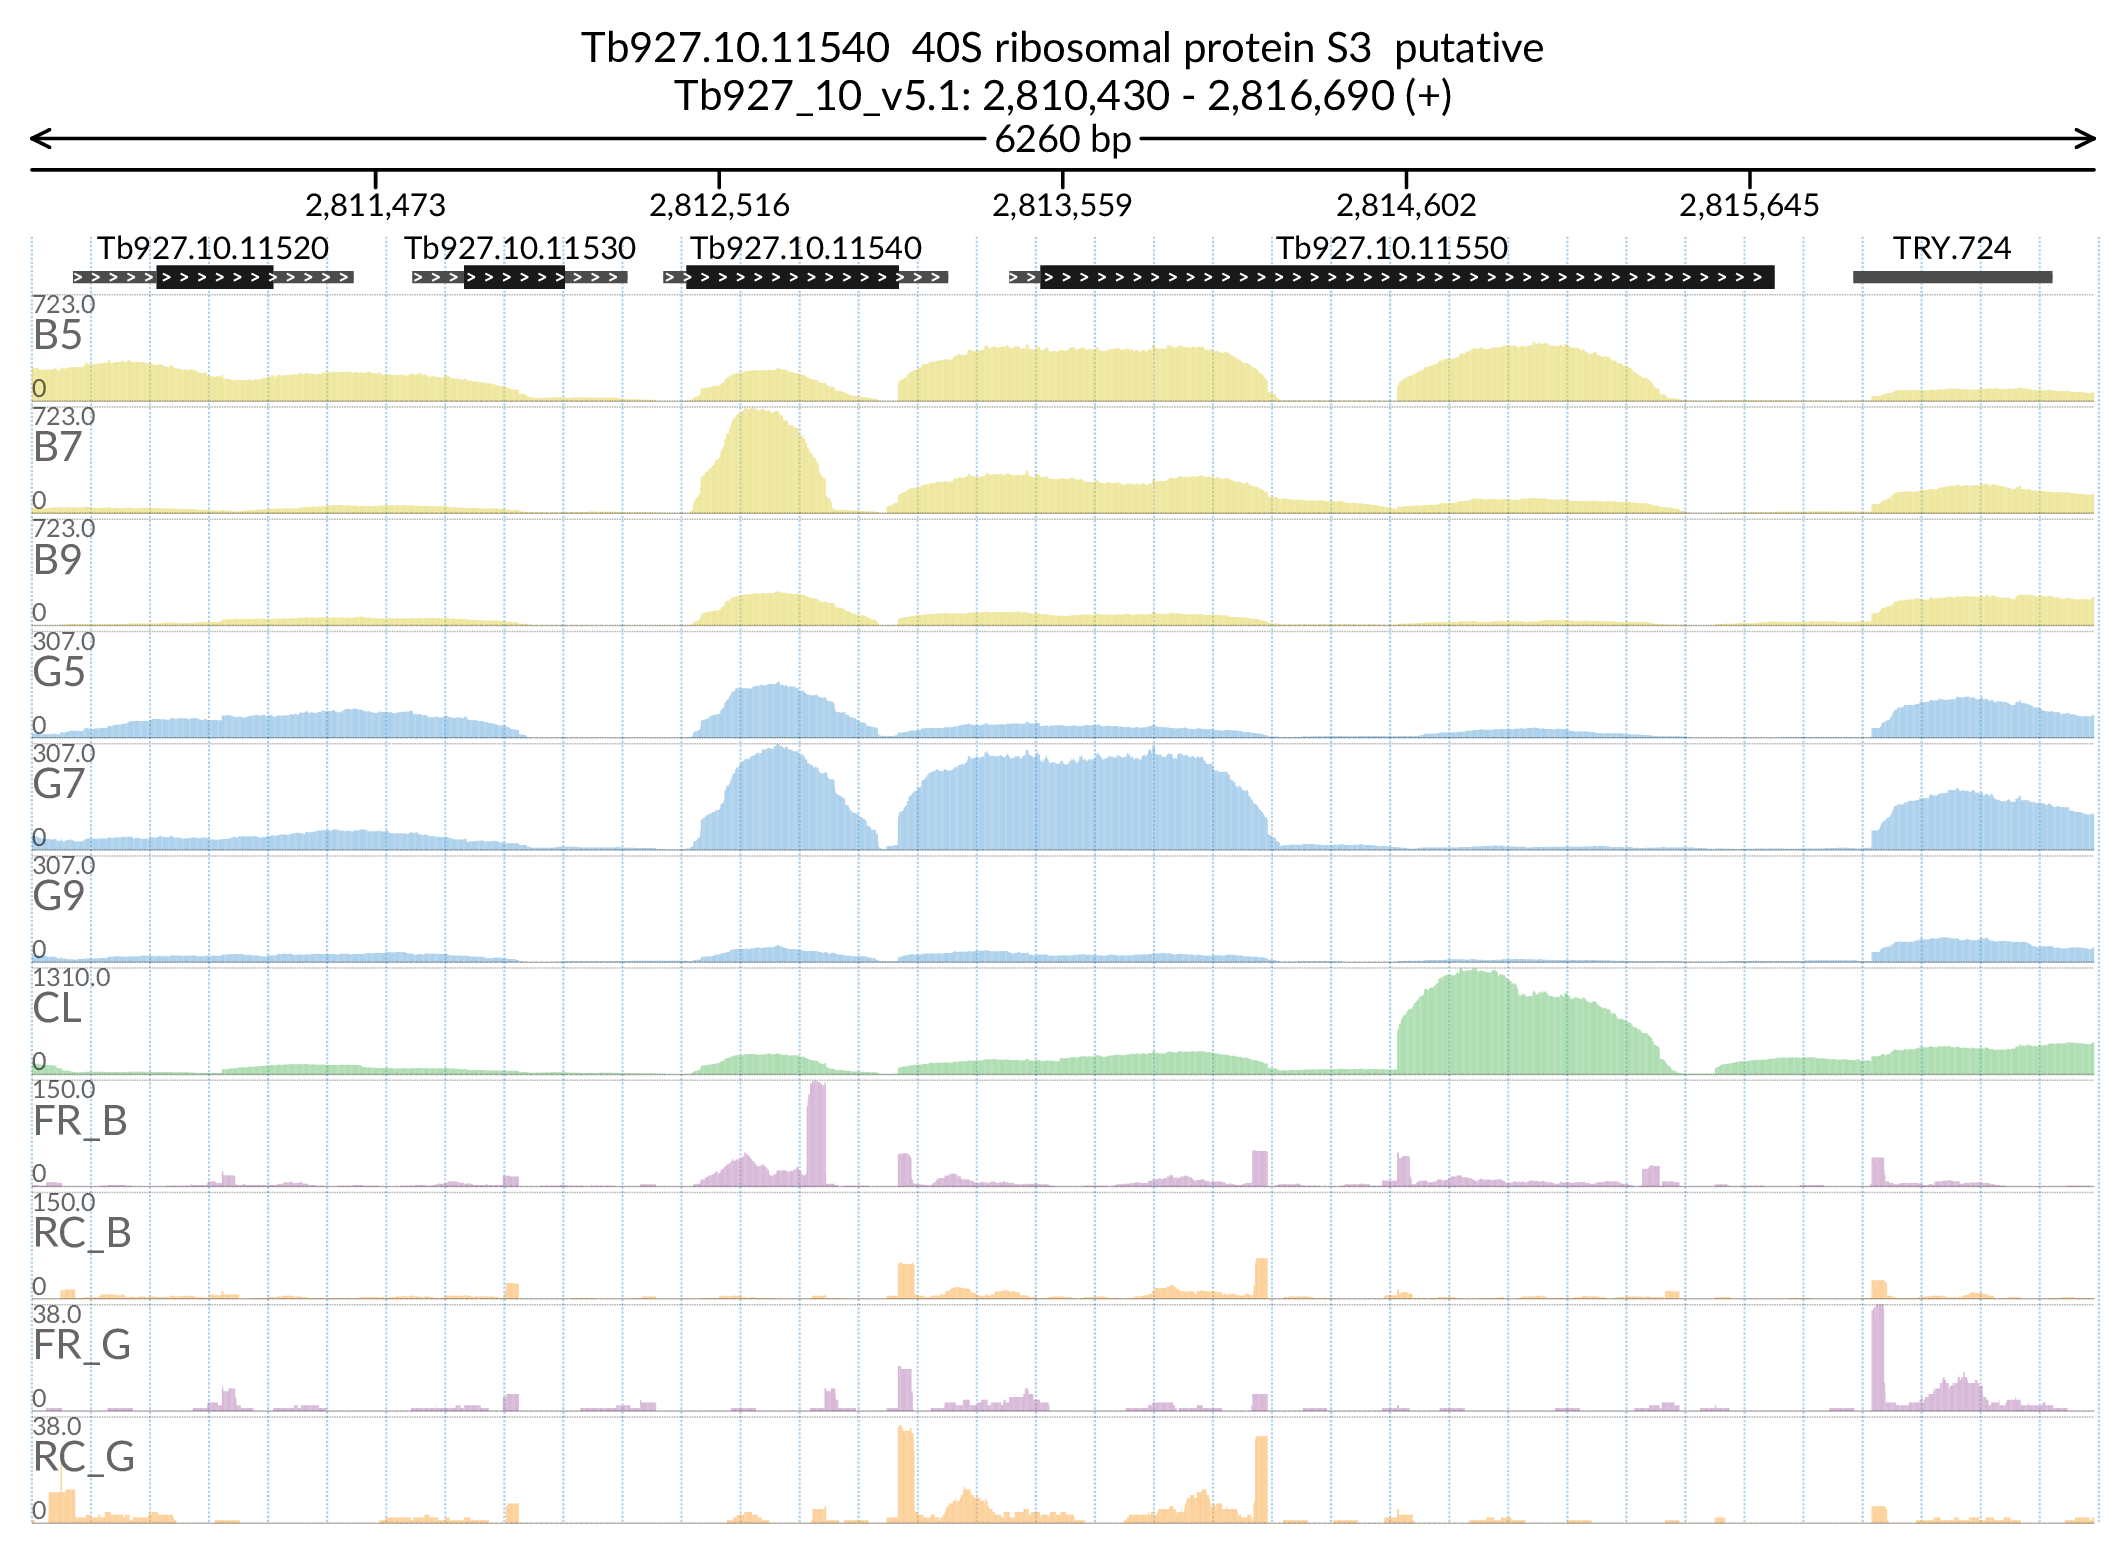 Tb927.10.11540 40S ribosomal protein S3 putative
Tb927_10_v5.1: 2,810,430 - 2,816,690 (+)
6260 bp
2,811,473 2,812,516 2,813,559 2,814,602 2,815,645
Tb927.10.11520 Tb927.10.11530 Tb927.10.11540 Tb927.10.11550 TRY.724
723.0
B5
0
723.0
B7
0
723.0
B9
0
307.0
G5
0
307.0
G7
0
307.0
G9
0
1310.0
CL
0
150.0
FR_B
0
150.0
RC_B
0
38.0
FR_G
0
38.0
RC_G
0